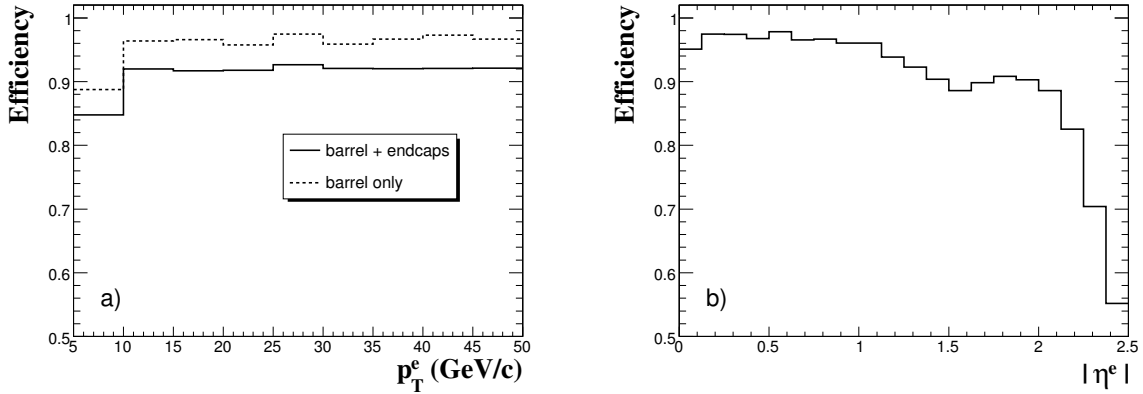 Efficiency
1
0.9
0.8
0.7
0.6
0.5
barrel + endcaps
barrel only
a)
5 10 15 20 25 30 35 40 45 50
p_T^e (GeV/c)
Efficiency
1
0.9
0.8
0.7
0.6
0.5
b)
0 0.5 1 1.5 2 2.5
| η^e |